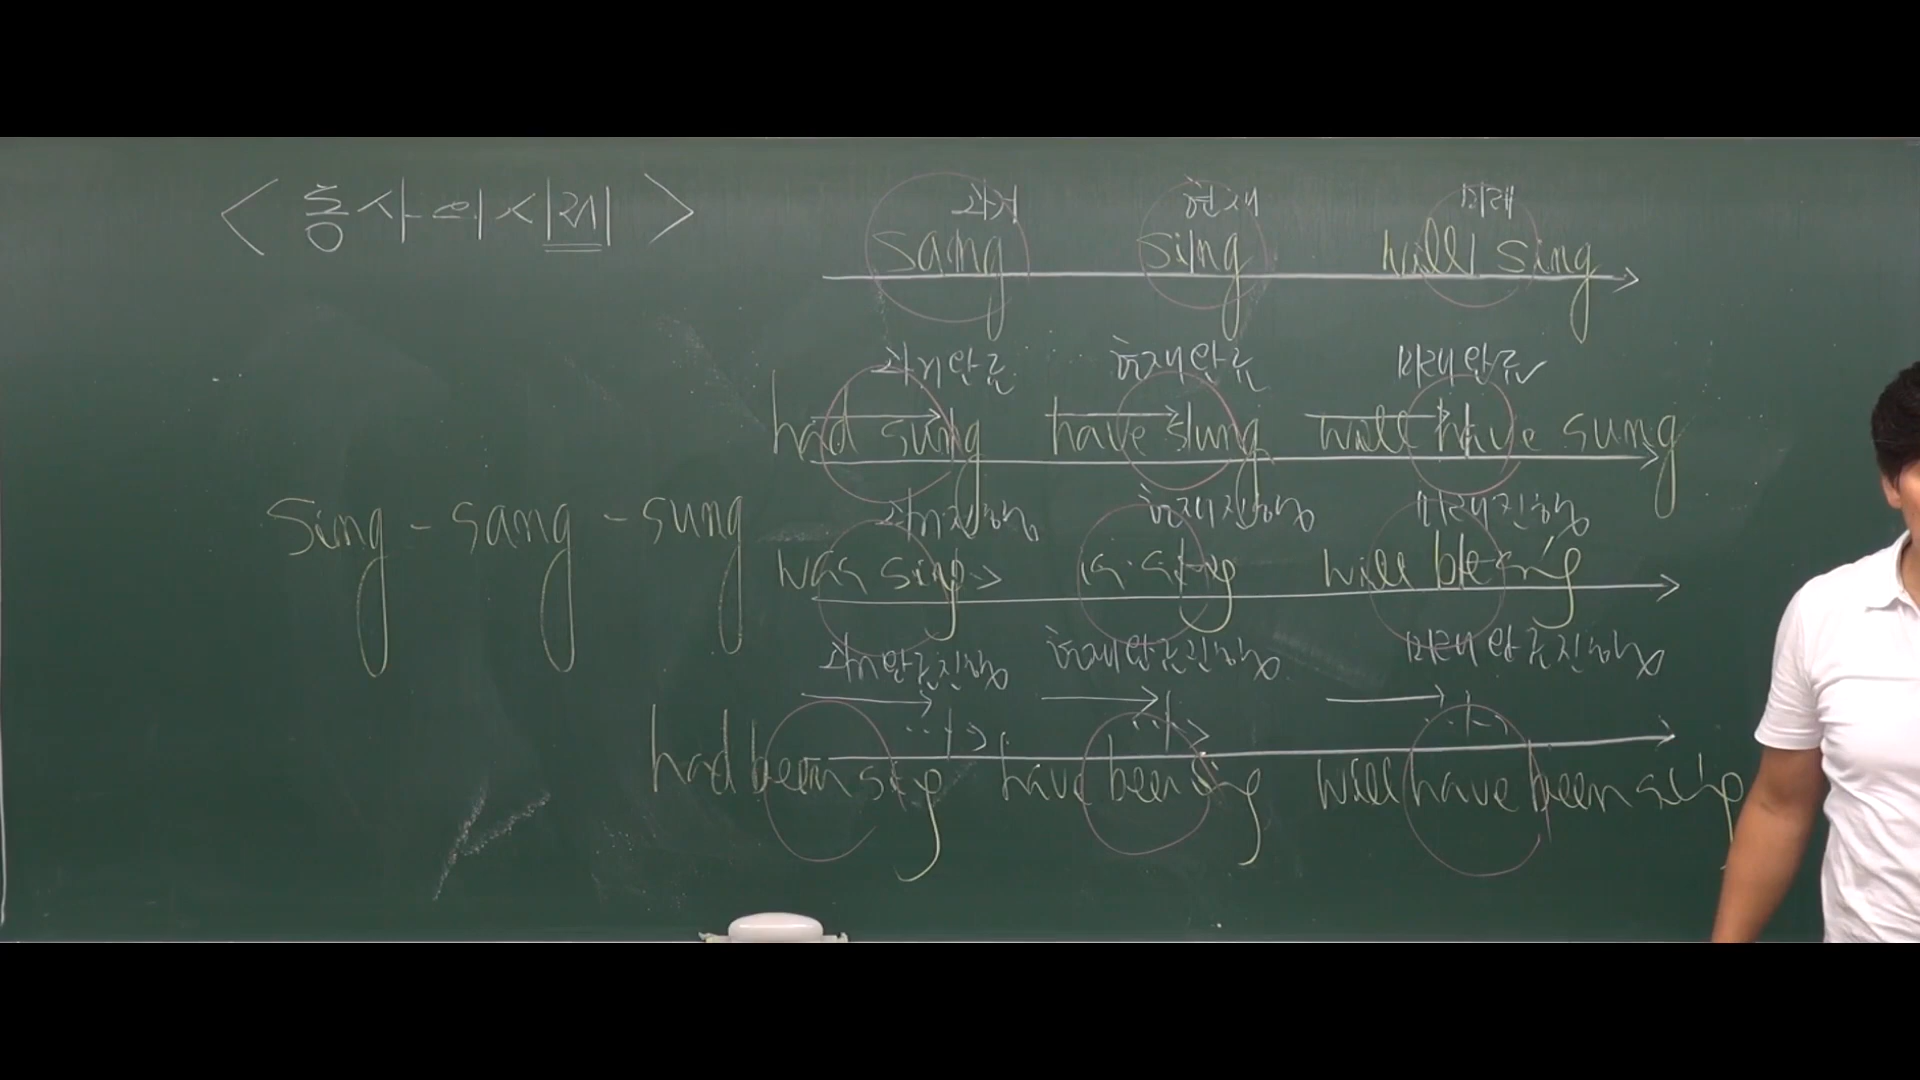 < 동사의 시제 >
과거 현재 미래
sang sing will sing
과거완료 현재완료 미래완료
had sung have sung will have sung
sing - sang - sung
과거진행 현재진행 미래진행
was sing is sing will be sing
과거완료진행 현재완료진행 미래완료진행
had been sing have been ing will have been sing